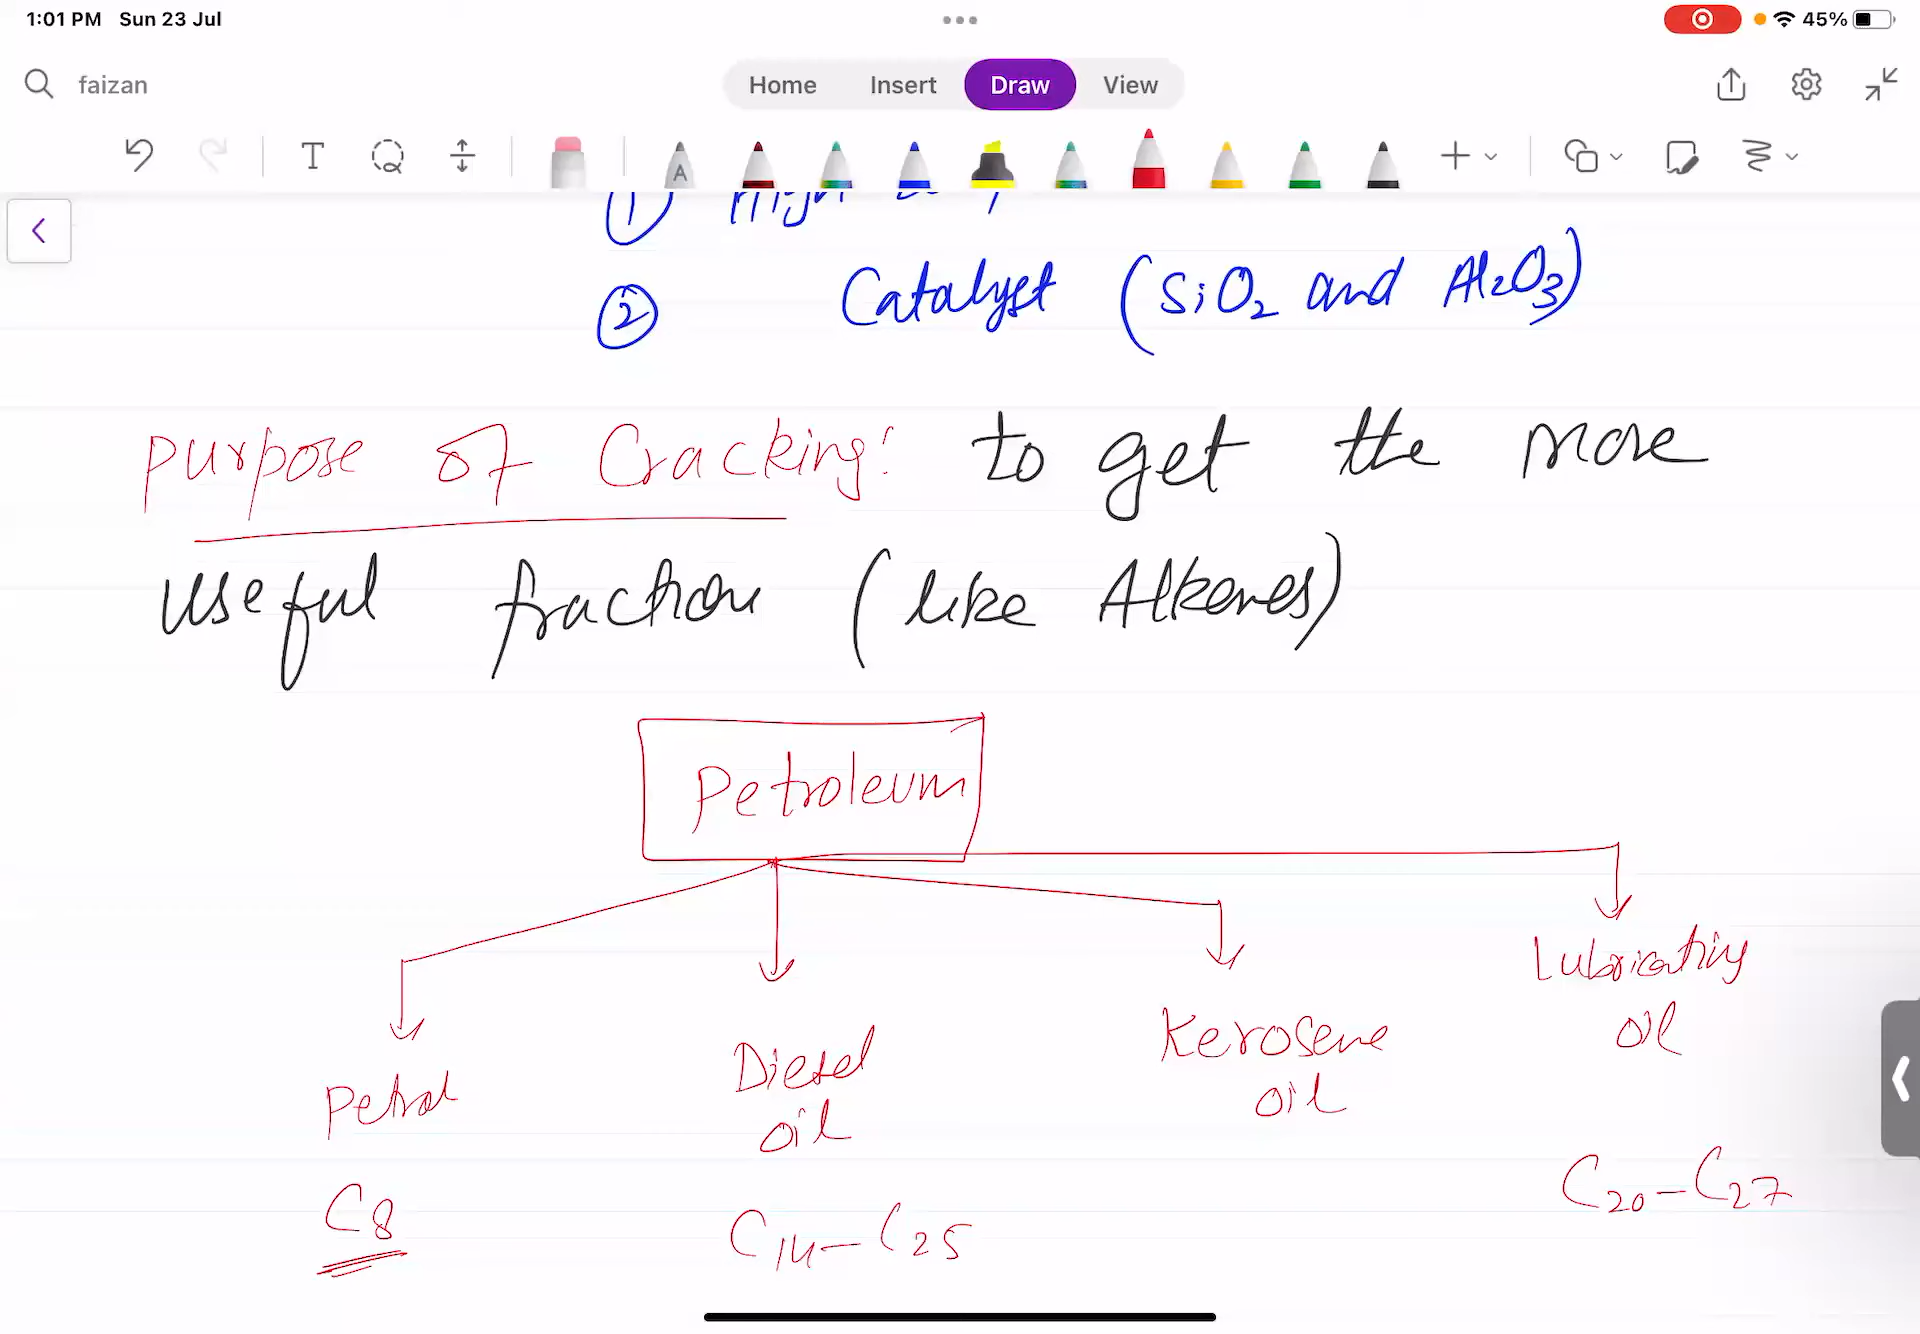 1:01 PM Sun 23 Jul
45%
faizan
Home Insert Draw View
T
A
① High
② Catalyst (SiO₂ and Al₂O₃)
Purpose of Cracking: to get the more
useful fraction (like Alkenes)
Petroleum
Petrol
Diesel
oil
Kerosene
oil
Lubricating
oil
C₈
C₁₄-C₂₅
C₂₀-C₂₇